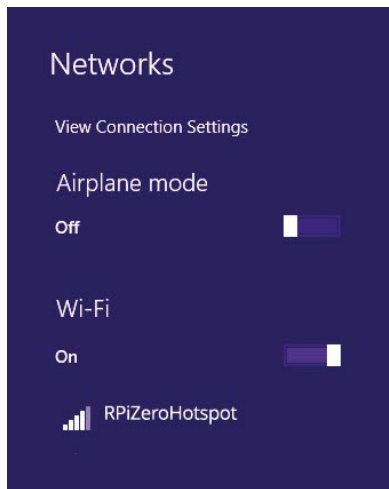 Networks
View Connection Settings
Airplane mode
Off
Wi-Fi
On
RPiZeroHotspot